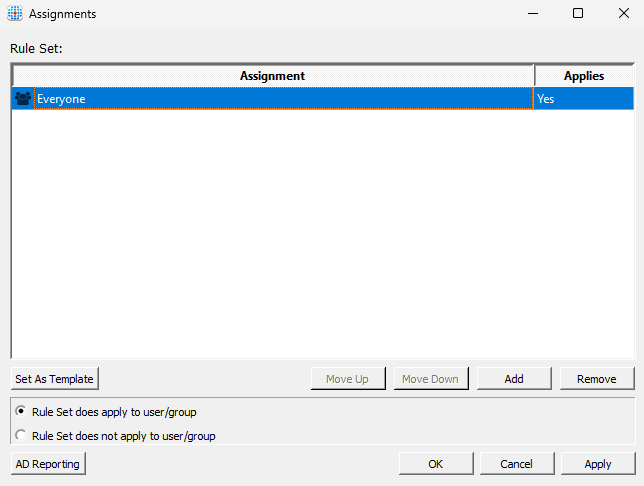 Assignments
Rule Set:
Assignment Applies
Everyone Yes
Set As Template Move Up Move Down Add Remove
Rule Set does apply to user/group
Rule Set does not apply to user/group
AD Reporting OK Cancel Apply